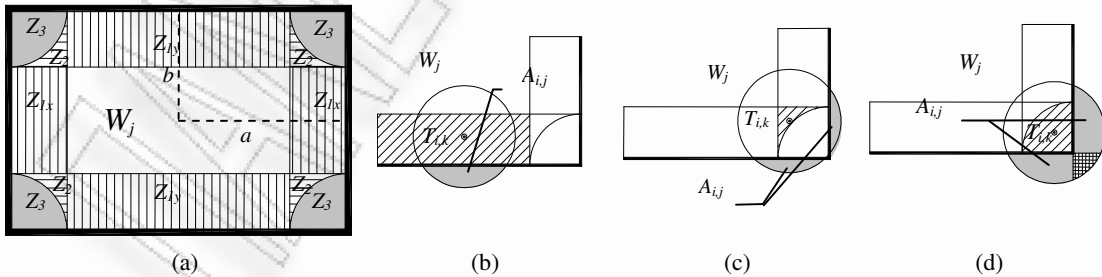 Z3 Z1y Z3
Z2 Z2
b
Z1x Wj Z1x
a
Z2 Z1y Z2
Z3 Z3
(a)
Wj Ai,j
Ti,k
(b)
Wj
Ti,k
Ai,j
(c)
Wj
Ai,j
Ti,k
(d)